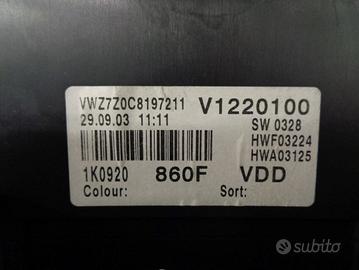 VWZ7Z0C8197211 V1220100
29.09.03 11:11 SW 0328
HWF03224
HWA03125
1K0920 860F VDD
Colour: Sort:
subito